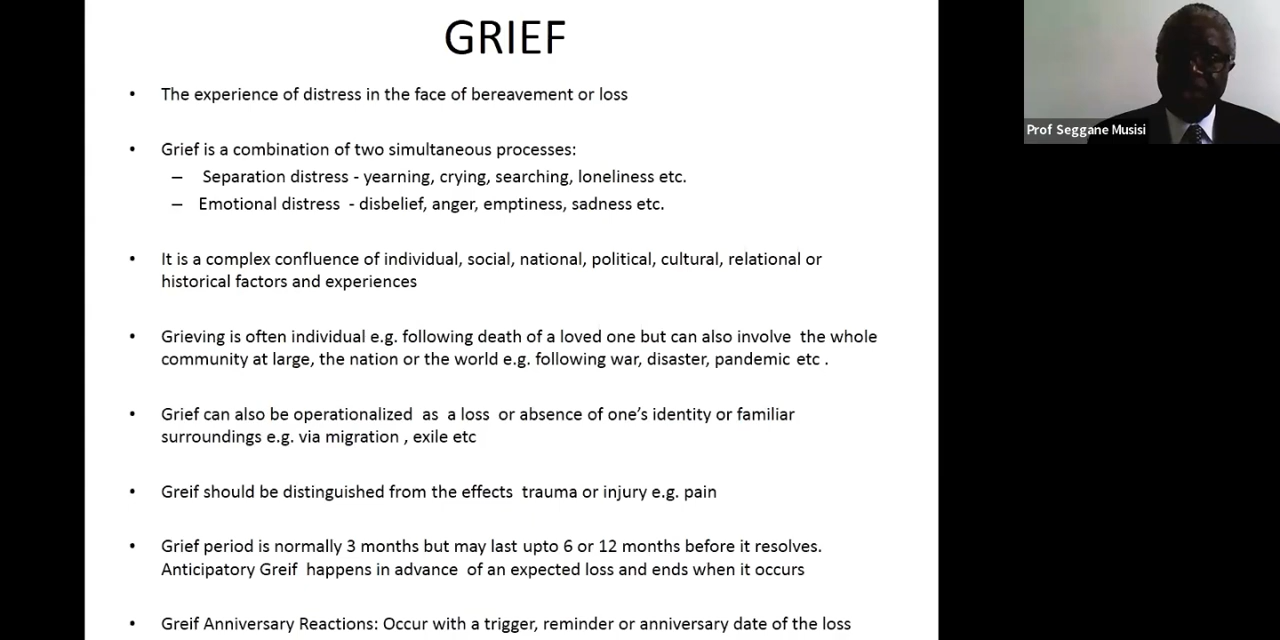 GRIEF
• The experience of distress in the face of bereavement or loss
• Grief is a combination of two simultaneous processes:
– Separation distress - yearning, crying, searching, loneliness etc.
– Emotional distress - disbelief, anger, emptiness, sadness etc.
• It is a complex confluence of individual, social, national, political, cultural, relational or
historical factors and experiences
• Grieving is often individual e.g. following death of a loved one but can also involve the whole
community at large, the nation or the world e.g. following war, disaster, pandemic etc .
• Grief can also be operationalized as a loss or absence of one's identity or familiar
surroundings e.g. via migration , exile etc
• Greif should be distinguished from the effects trauma or injury e.g. pain
• Grief period is normally 3 months but may last upto 6 or 12 months before it resolves.
Anticipatory Greif happens in advance of an expected loss and ends when it occurs
• Greif Anniversary Reactions: Occur with a trigger, reminder or anniversary date of the loss
Prof Seggane Musisi